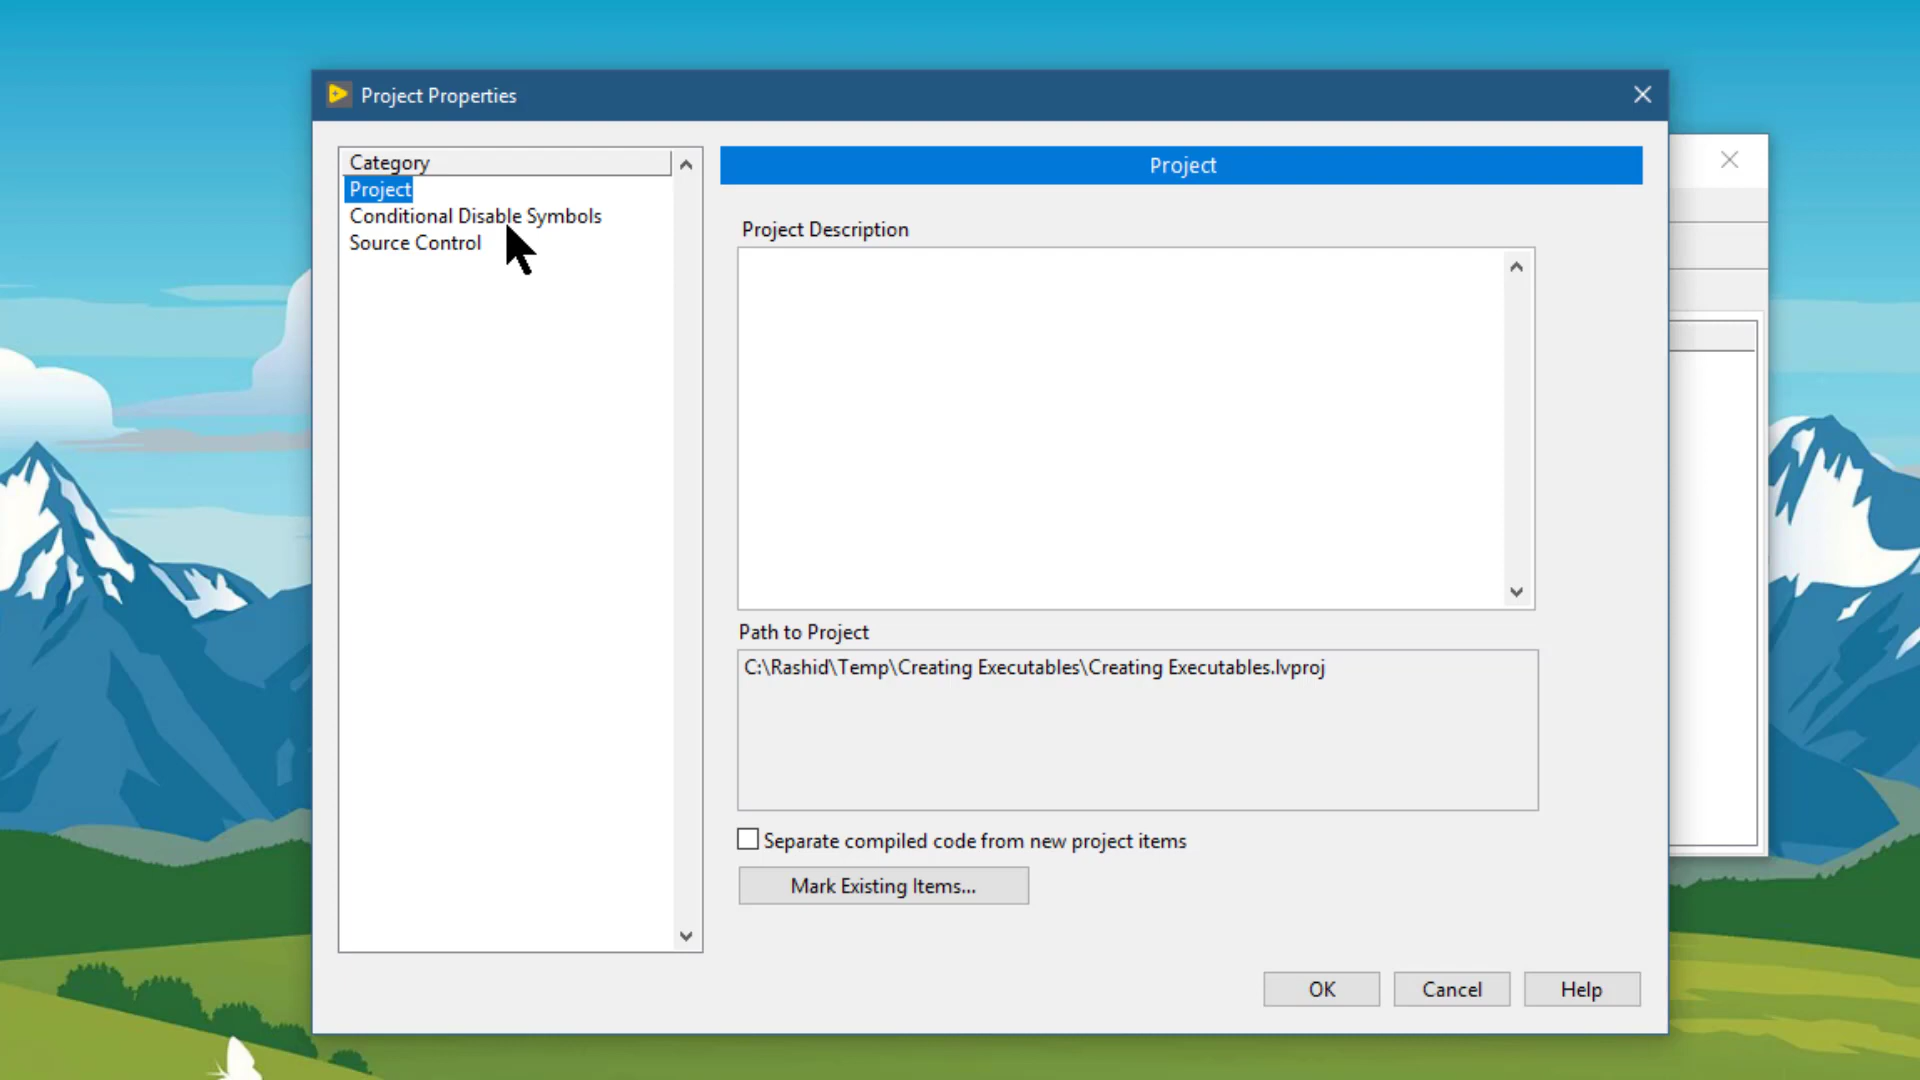 Project Properties
Category
Project
Conditional Disable Symbols
Source Control
Project
Project Description
Path to Project
C:\Rashid\Temp\Creating Executables\Creating Executables.lvproj
Separate compiled code from new project items
Mark Existing Items...
OK
Cancel
Help